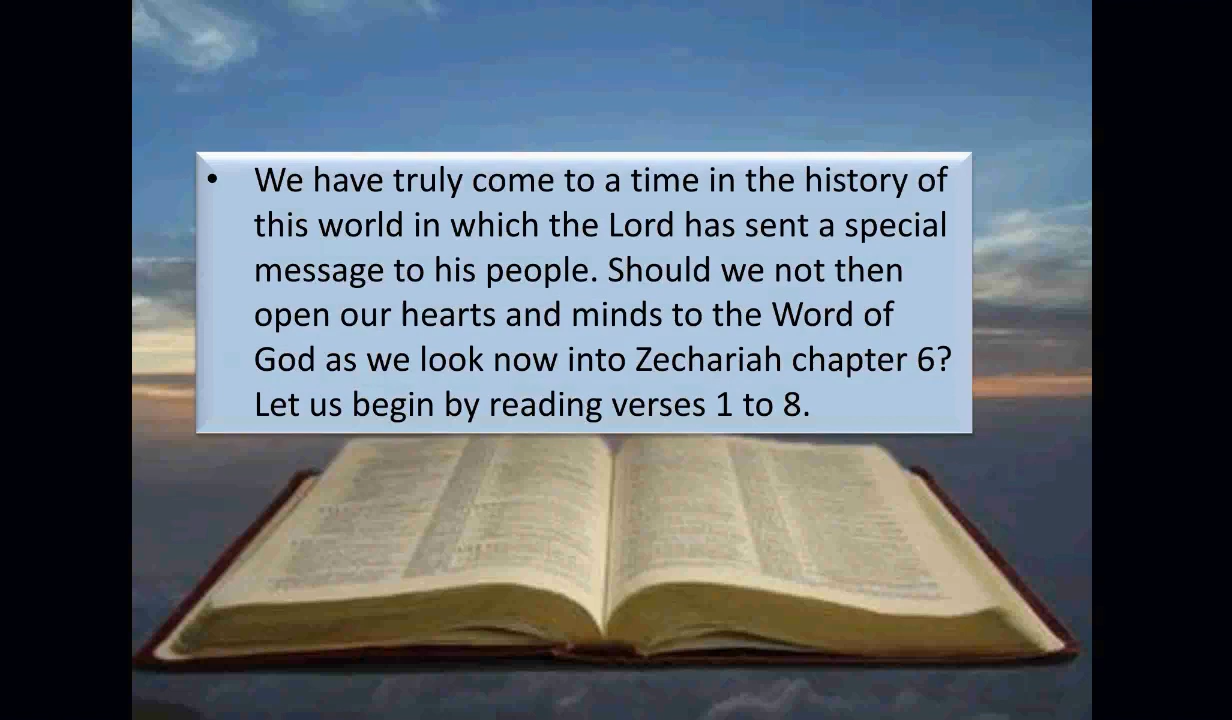 • We have truly come to a time in the history of
this world in which the Lord has sent a special
message to his people. Should we not then
open our hearts and minds to the Word of
God as we look now into Zechariah chapter 6?
Let us begin by reading verses 1 to 8.